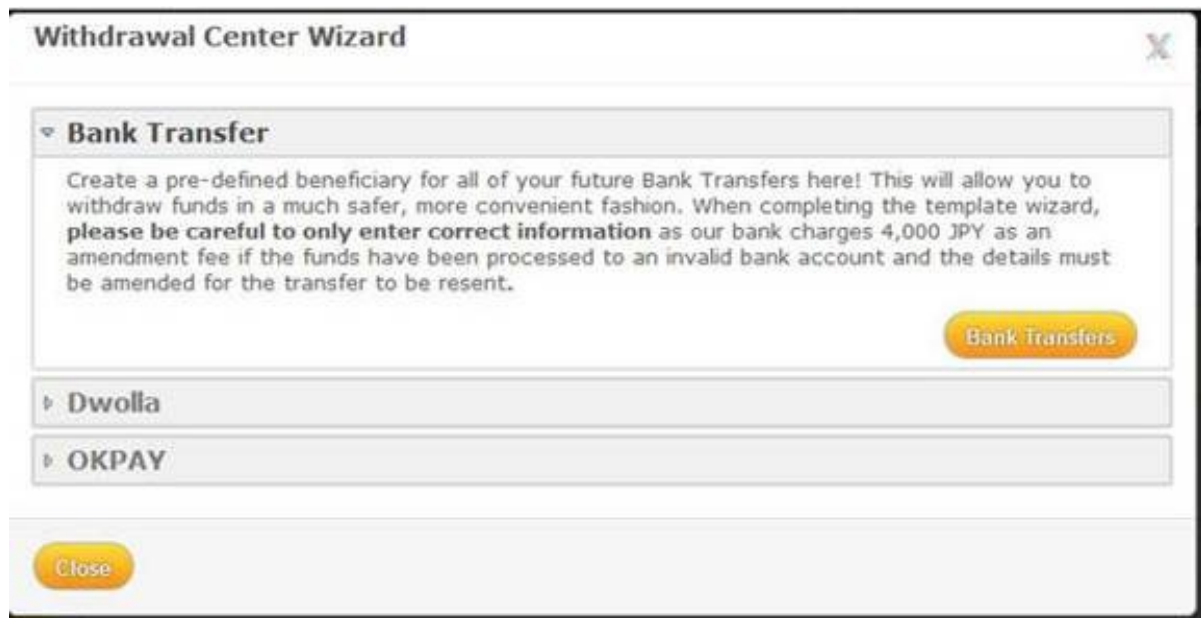 Withdrawal Center Wizard
X
Bank Transfer
Create a pre-defined beneficiary for all of your future Bank Transfers here! This will allow you to
withdraw funds in a much safer, more convenient fashion. When completing the template wizard,
please be careful to only enter correct information as our bank charges 4,000 JPY as an
amendment fee if the funds have been processed to an invalid bank account and the details must
be amended for the transfer to be resent.
Bank Transfers
Dwolla
OKPAY
Close